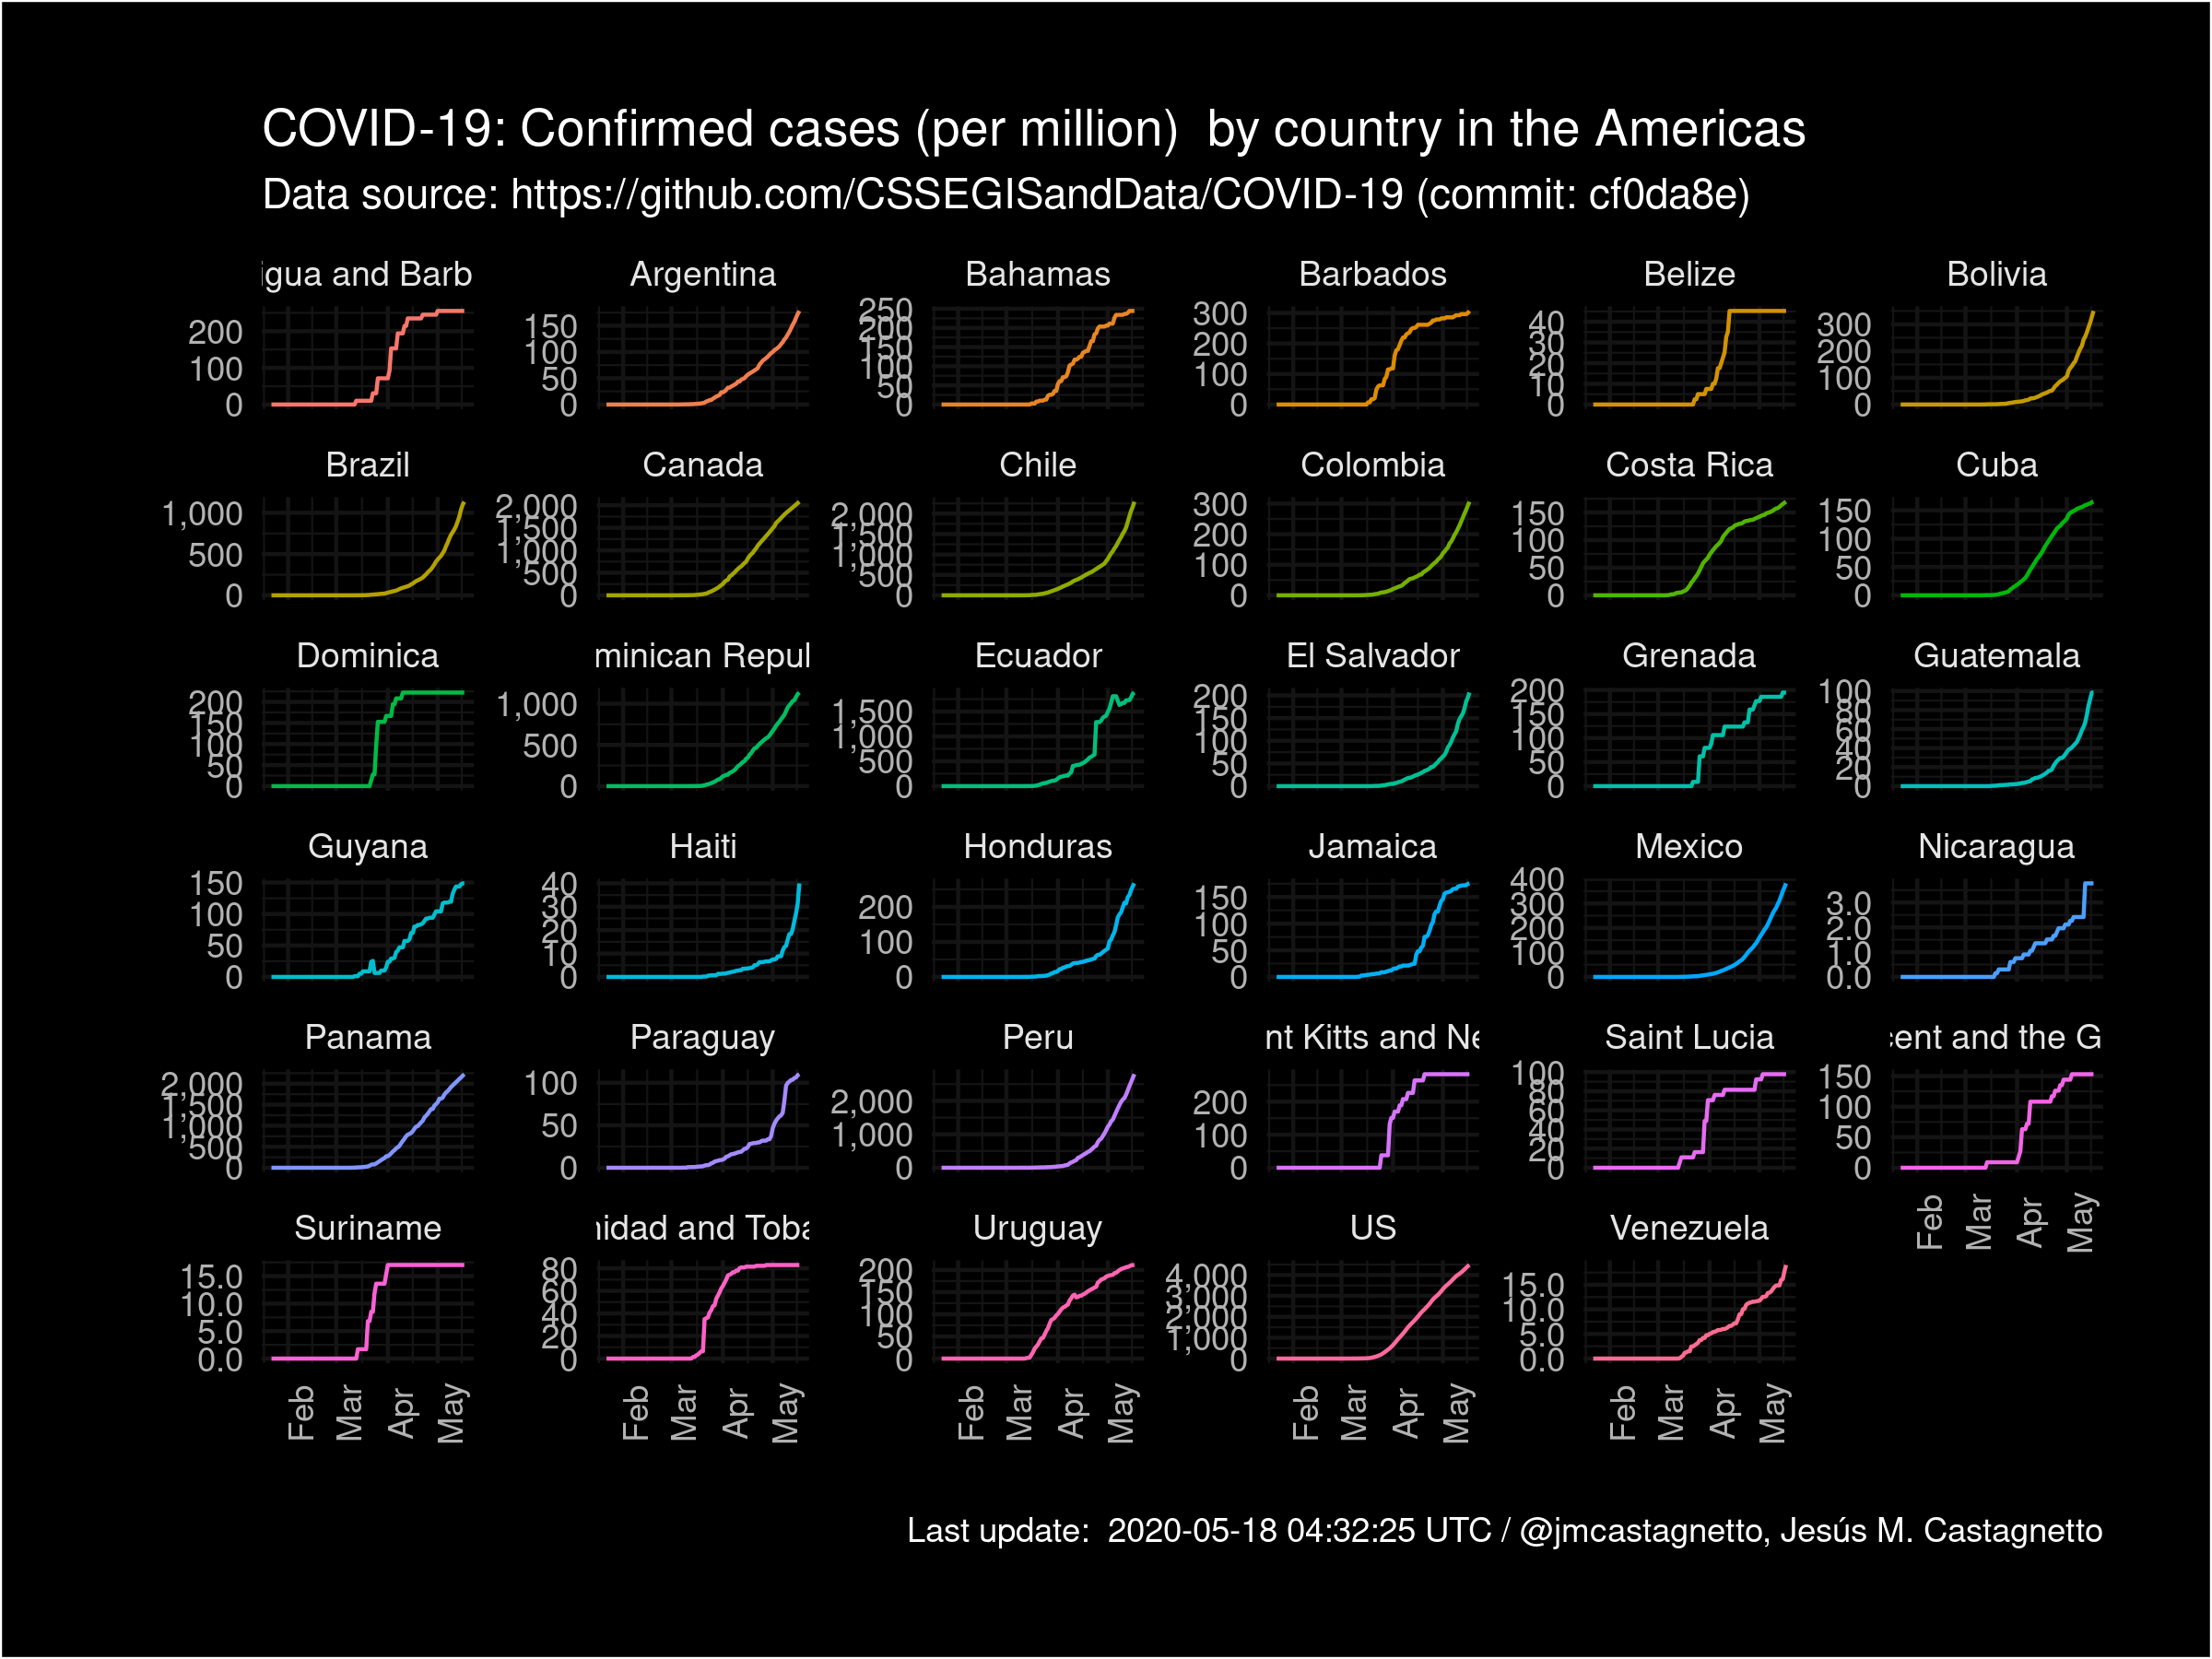 COVID-19: Confirmed cases (per million)  by country in the Americas
Data source: https://github.com/CSSEGISandData/COVID-19 (commit: cf0da8e)
igua and Barb
200
100
0
Argentina
150
100
50
0
Bahamas
250
200
150
100
50
0
Barbados
300
200
100
0
Belize
40
30
20
10
0
Bolivia
300
200
100
0
Brazil
1,000
500
0
Canada
2,000
1,500
1,000
500
0
Chile
2,000
1,500
1,000
500
0
Colombia
300
200
100
0
Costa Rica
150
100
50
0
Cuba
150
100
50
0
Dominica
200
150
100
50
0
minican Repul
1,000
500
0
Ecuador
1,500
1,000
500
0
El Salvador
200
150
100
50
0
Grenada
200
150
100
50
0
Guatemala
100
80
60
40
20
0
Guyana
150
100
50
0
Haiti
40
30
20
10
0
Honduras
200
100
0
Jamaica
150
100
50
0
Mexico
400
300
200
100
0
Nicaragua
3.0
2.0
1.0
0.0
Panama
2,000
1,500
1,000
500
0
Paraguay
100
50
0
Peru
2,000
1,000
0
nt Kitts and Ne
200
100
0
Saint Lucia
100
80
60
40
20
0
cent and the G
150
100
50
0
Feb
Mar
Apr
May
Suriname
15.0
10.0
5.0
0.0
Feb
Mar
Apr
May
nidad and Toba
80
60
40
20
0
Feb
Mar
Apr
May
Uruguay
200
150
100
50
0
Feb
Mar
Apr
May
US
4,000
3,000
2,000
1,000
0
Feb
Mar
Apr
May
Venezuela
15.0
10.0
5.0
0.0
Feb
Mar
Apr
May
Last update:  2020-05-18 04:32:25 UTC / @jmcastagnetto, Jesús M. Castagnetto